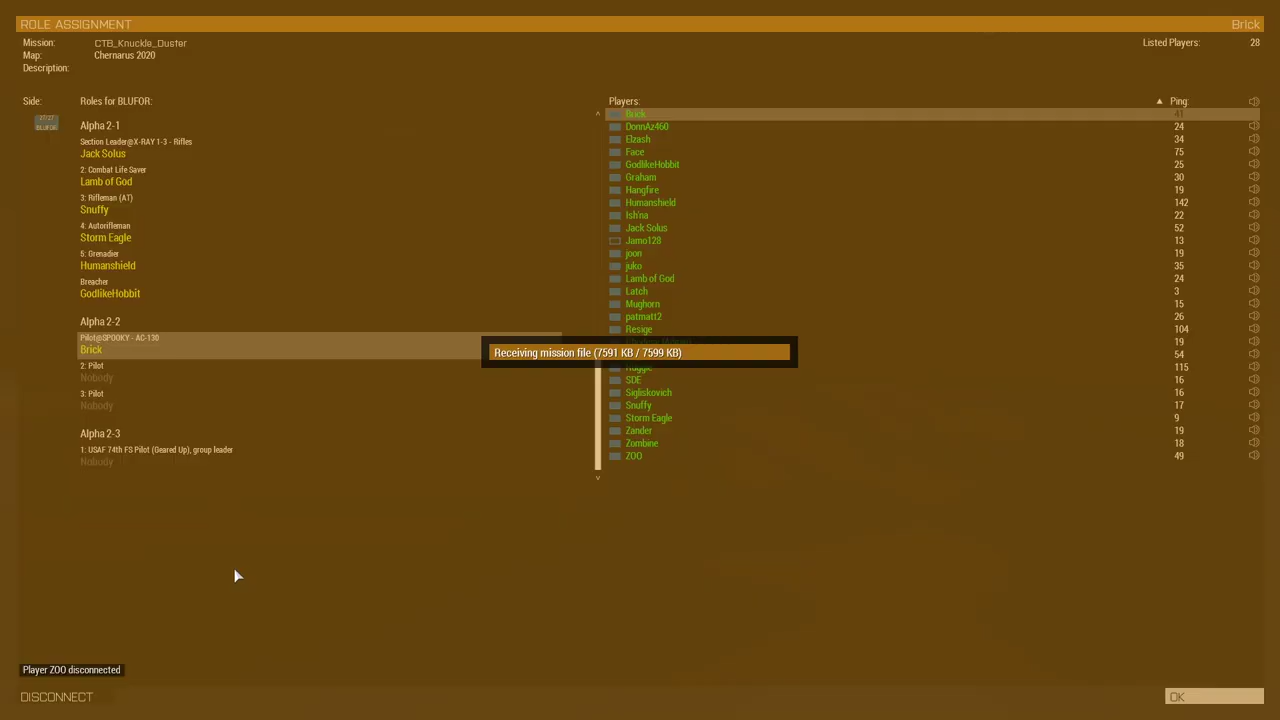 ROLE ASSIGNMENT
Brick
Mission: CTB_Knuckle_Duster
Map: Chernarus 2020
Description:
Listed Players: 28
Side:
27/27
BLUFOR
Roles for BLUFOR:
Alpha 2-1
Section Leader@X-RAY 1-3 - Rifles
Jack Solus
2: Combat Life Saver
Lamb of God
3: Rifleman (AT)
Snuffy
4: Autorifleman
Storm Eagle
5: Grenadier
Humanshield
Breacher
GodlikeHobbit
Alpha 2-2
Pilot@SPOOKY - AC-130
Brick
2: Pilot
Nobody
3: Pilot
Nobody
Alpha 2-3
1: USAF 74th FS Pilot (Geared Up), group leader
Nobody
Players: Ping:
Brick 41
DonnAz460 24
Elzash 34
Face 75
GodlikeHobbit 25
Graham 30
Hangfire 19
Humanshield 142
Ish'na 22
Jack Solus 52
Jamo128 13
joon 19
juko 35
Lamb of God 24
Latch 3
Mughorn 15
patmatt2 26
Resige 104
19
54
115
SDE 16
Sigliskovich 16
Snuffy 17
Storm Eagle 9
Zander 19
Zombine 18
ZOO 49
Receiving mission file (7591 KB / 7599 KB)
Player ZOO disconnected
DISCONNECT
OK